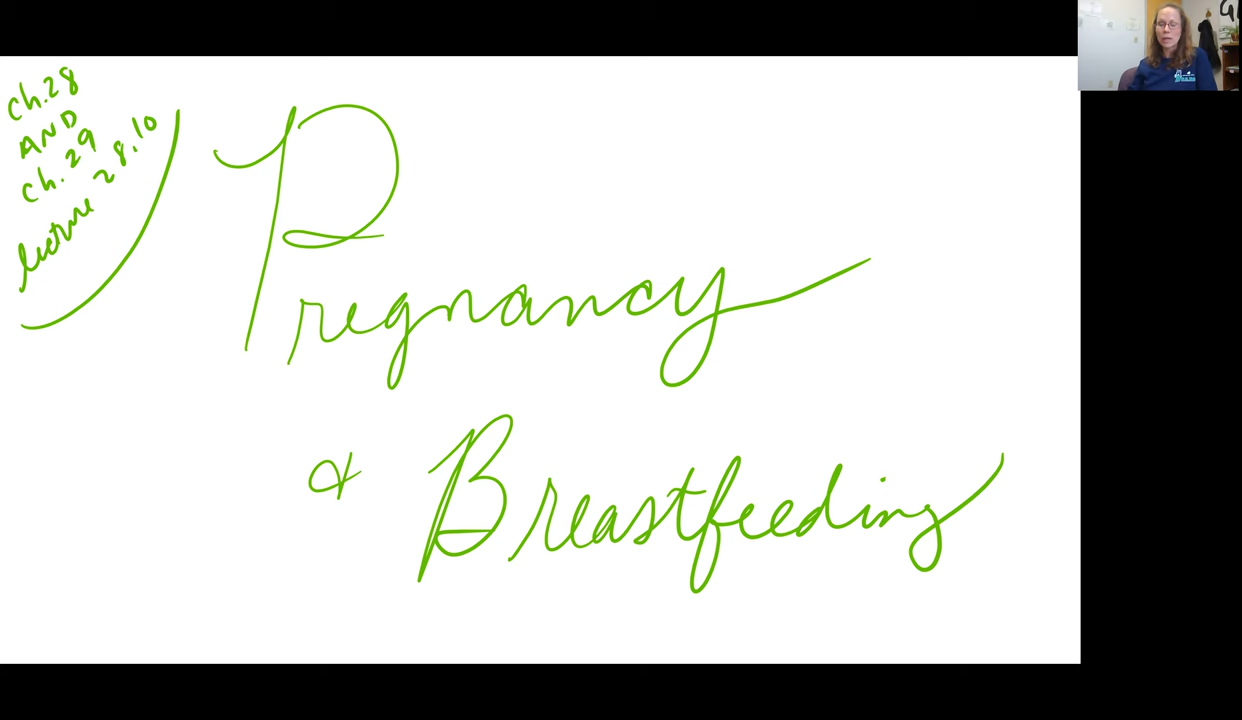 ch.28
AND
ch. 29
lecture 28.10
Pregnancy
& Breastfeeding